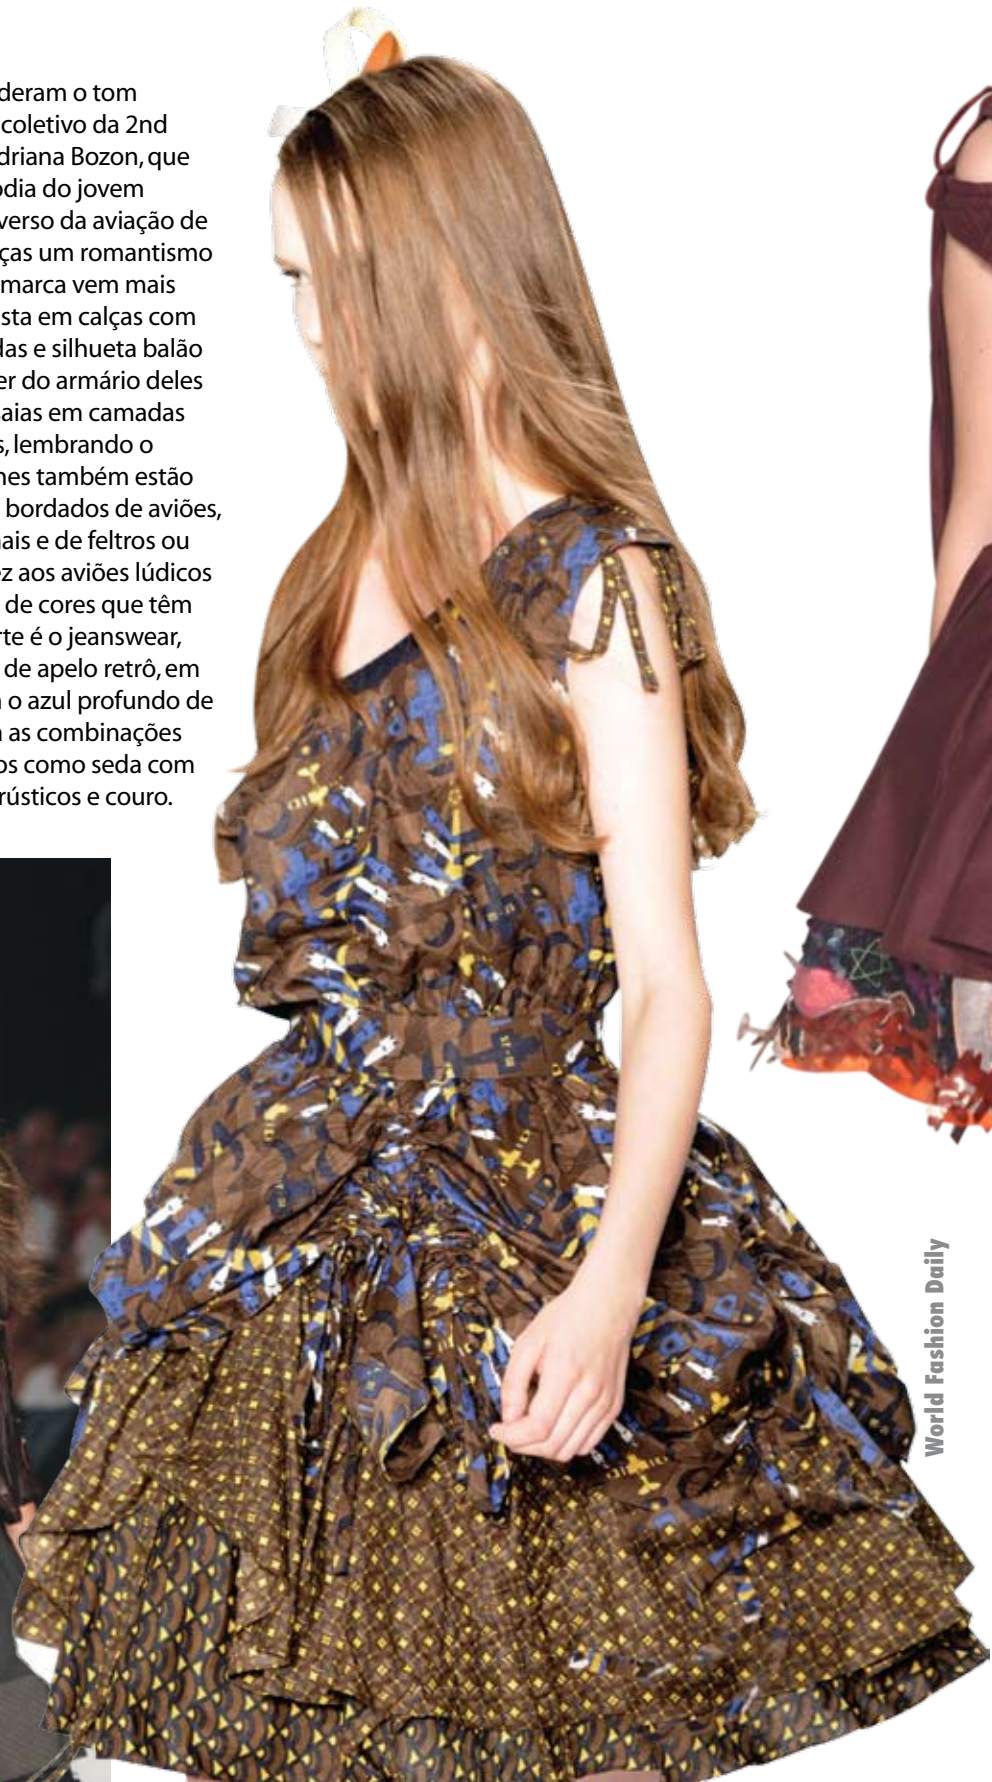 deram o tom
coletivo da 2nd
driana Bozon, que
ódia do jovem
verso da aviação de
ças um romantismo
marca vem mais
sta em calças com
das e silhueta balão
er do armário deles
saias em camadas
s, lembrando o
nes também estão
bordados de aviões,
nais e de feltros ou
ez aos aviões lúdicos
de cores que têm
rte é o jeanswear,
de apelo retrô, em
o azul profundo de
as combinações
os como seda com
rústicos e couro.
World Fashion Daily